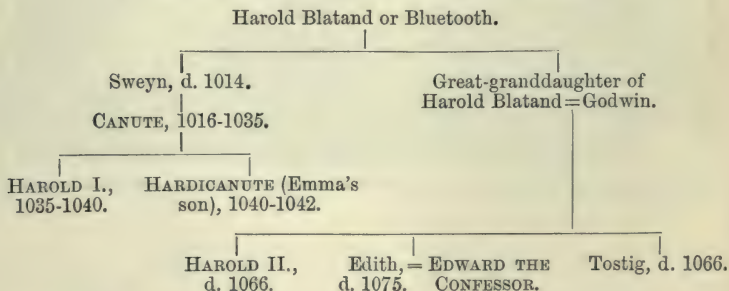 Harold Blatand or Bluetooth.
Sweyn, d. 1014.
Great-granddaughter of
Harold Blatand=Godwin.
CANUTE, 1016-1035.
HAROLD I.,
1035-1040.
HARDICANUTE (Emma's
son), 1040-1042.
HAROLD II.,
d. 1066.
Edith,
d. 1075.
= EDWARD THE
CONFESSOR.
Tostig, d. 1066.